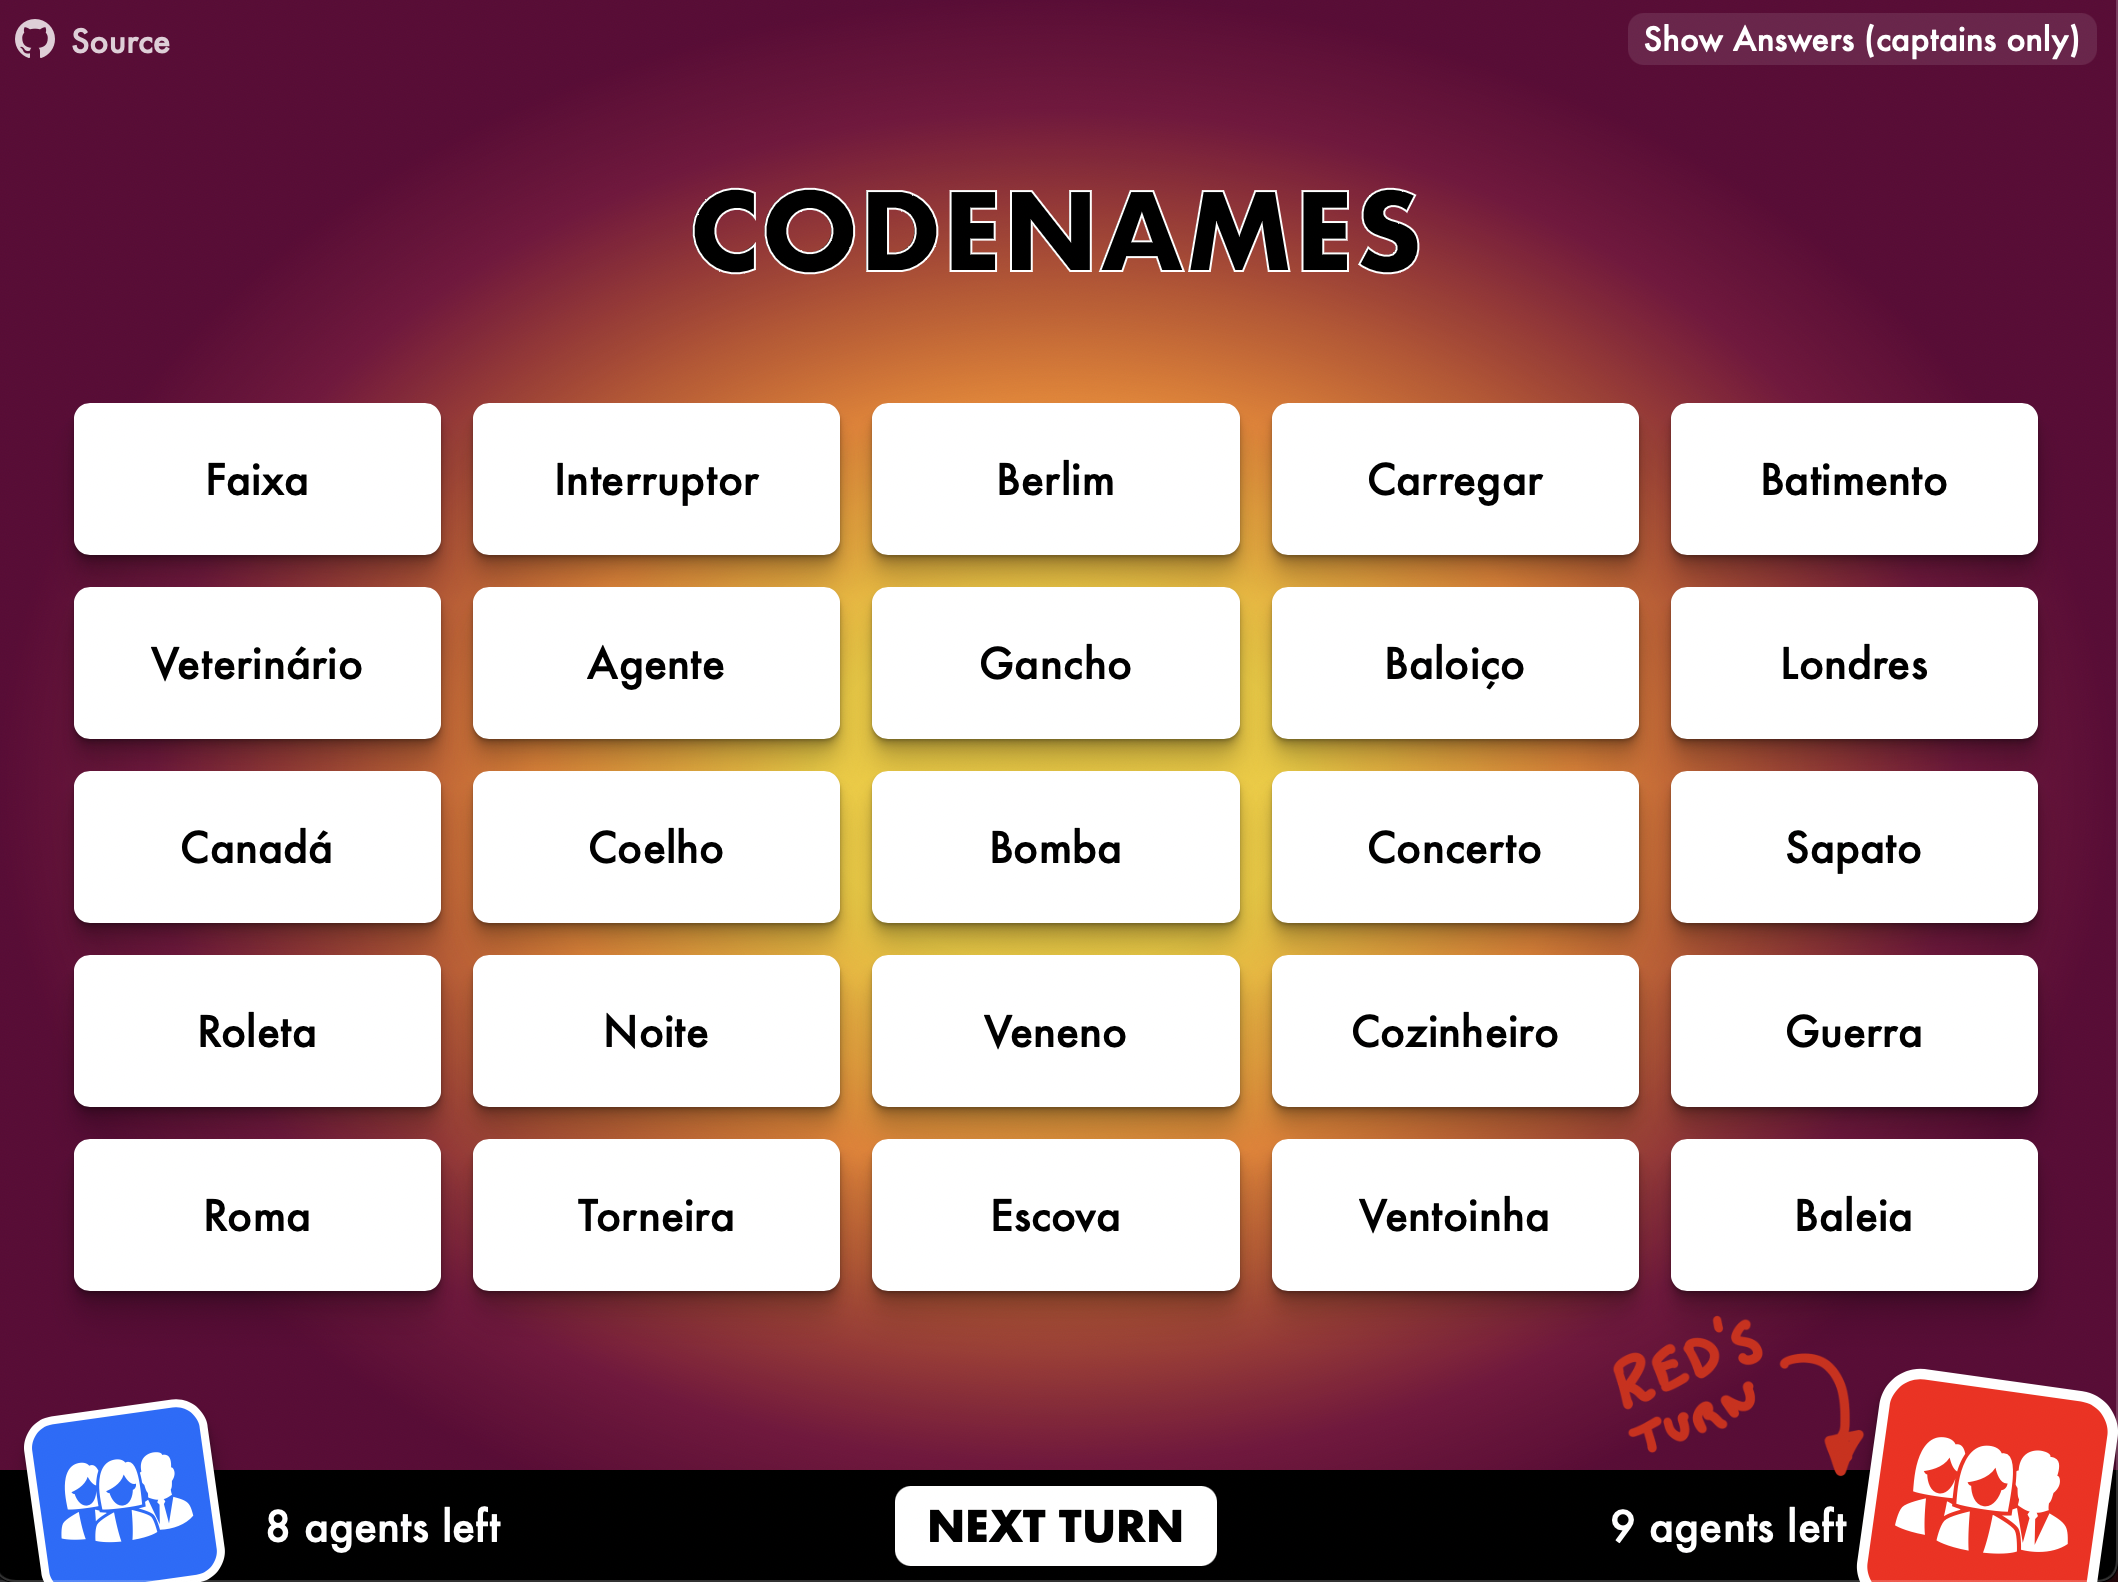 Source
Show Answers (captains only)
CODENAMES
Faixa
Interruptor
Berlim
Carregar
Batimento
Veterinário
Agente
Gancho
Baloiço
Londres
Canadá
Coelho
Bomba
Concerto
Sapato
Roleta
Noite
Veneno
Cozinheiro
Guerra
Roma
Torneira
Escova
Ventoinha
Baleia
RED'S
TURN
8 agents left
NEXT TURN
9 agents left